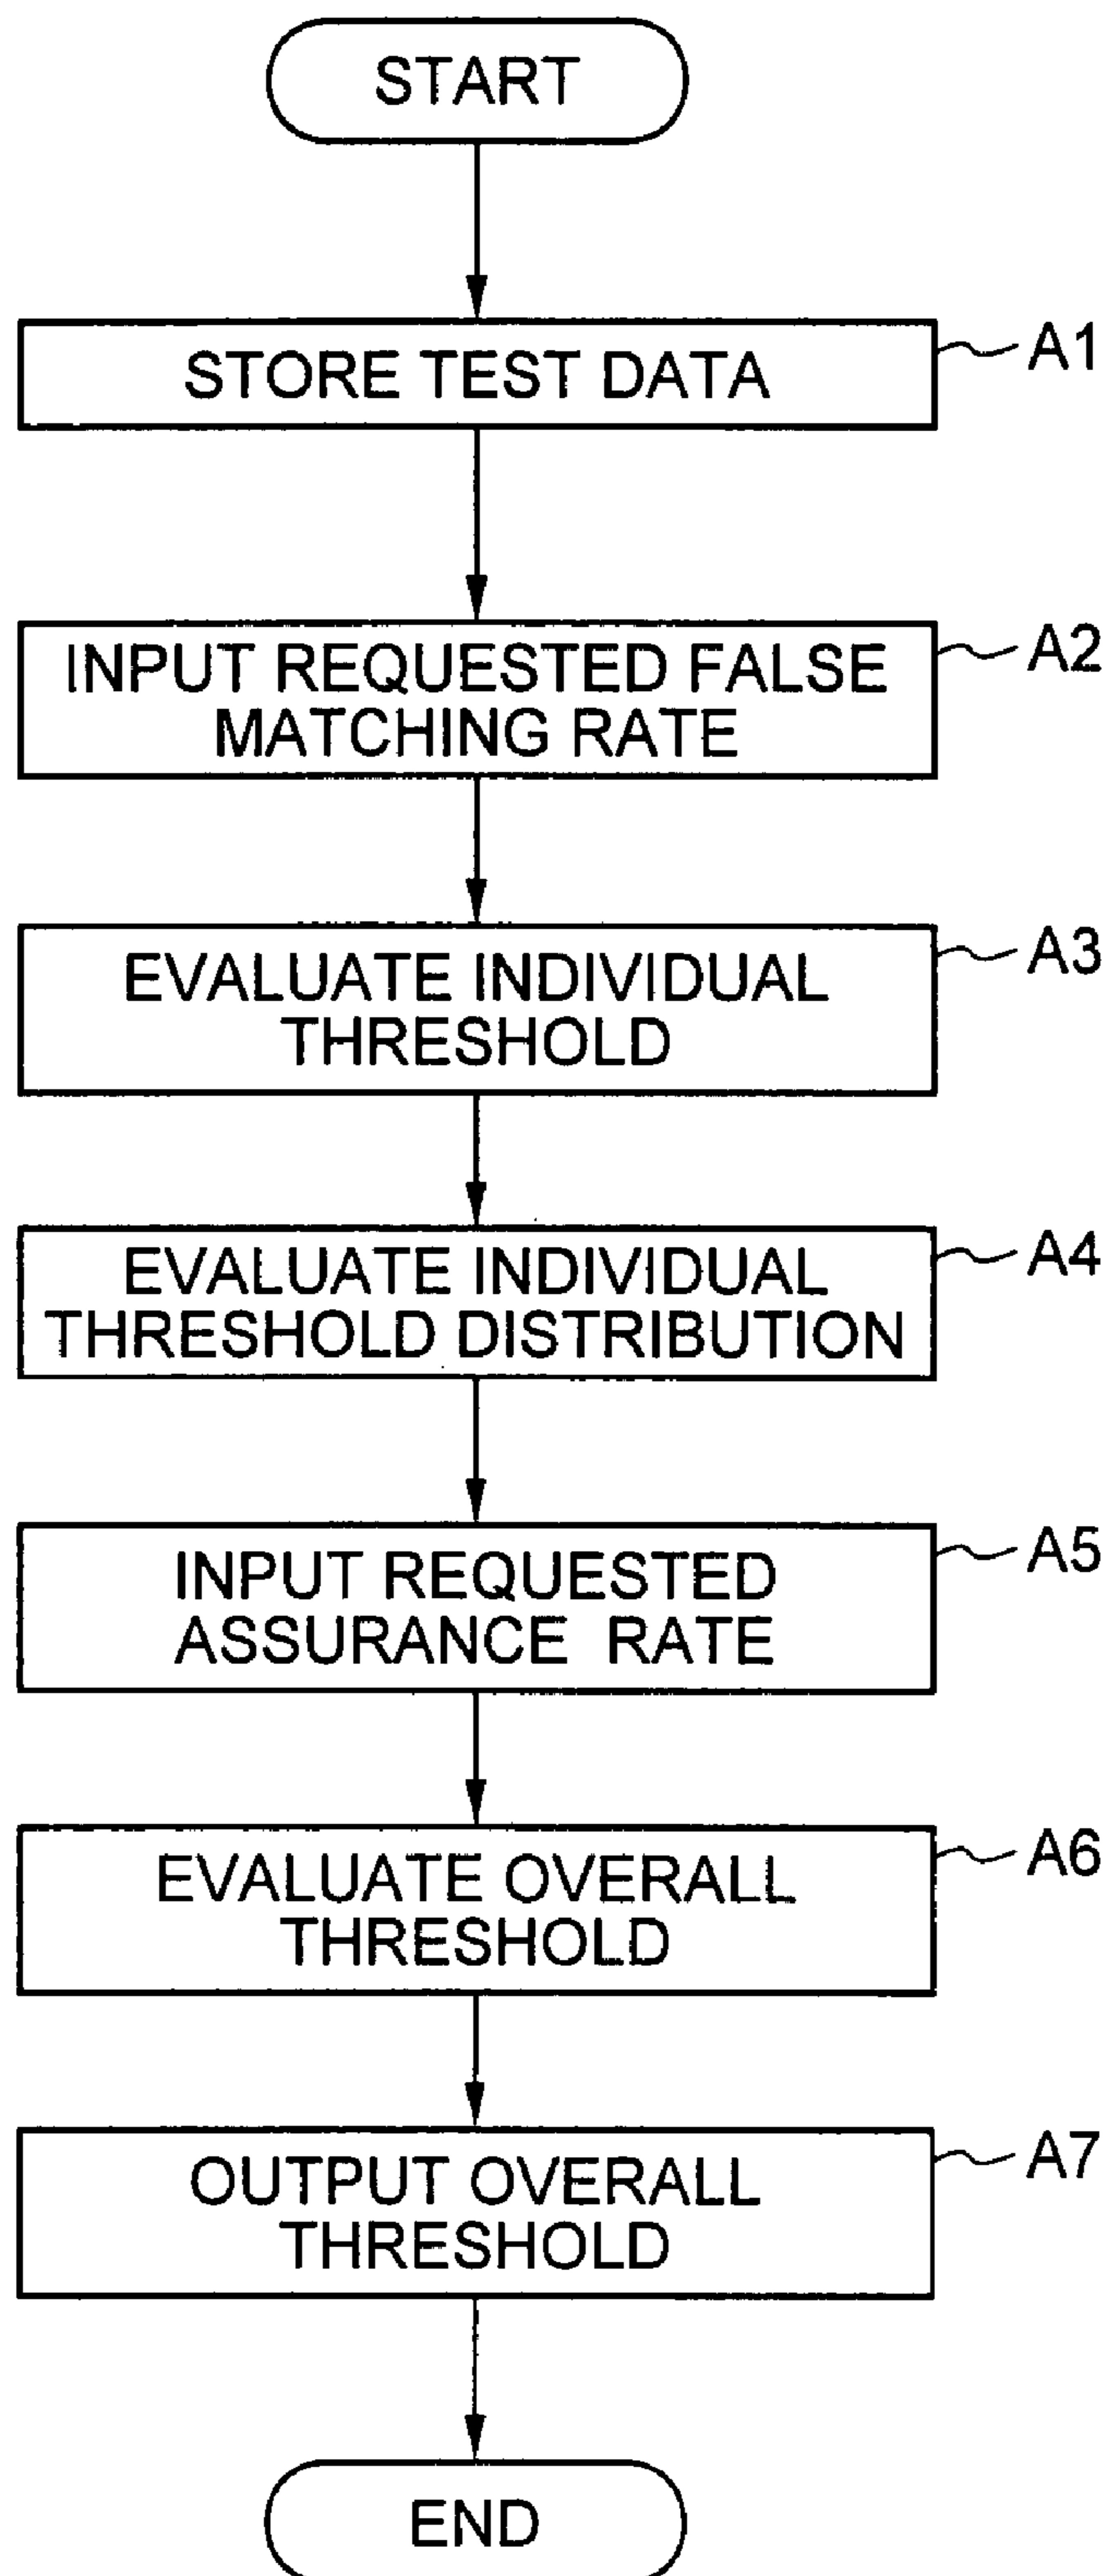 START
STORE TEST DATA
A1
INPUT REQUESTED FALSE
MATCHING RATE
A2
EVALUATE INDIVIDUAL
THRESHOLD
A3
EVALUATE INDIVIDUAL
THRESHOLD DISTRIBUTION
A4
INPUT REQUESTED
ASSURANCE RATE
A5
EVALUATE OVERALL
THRESHOLD
A6
OUTPUT OVERALL
THRESHOLD
A7
END